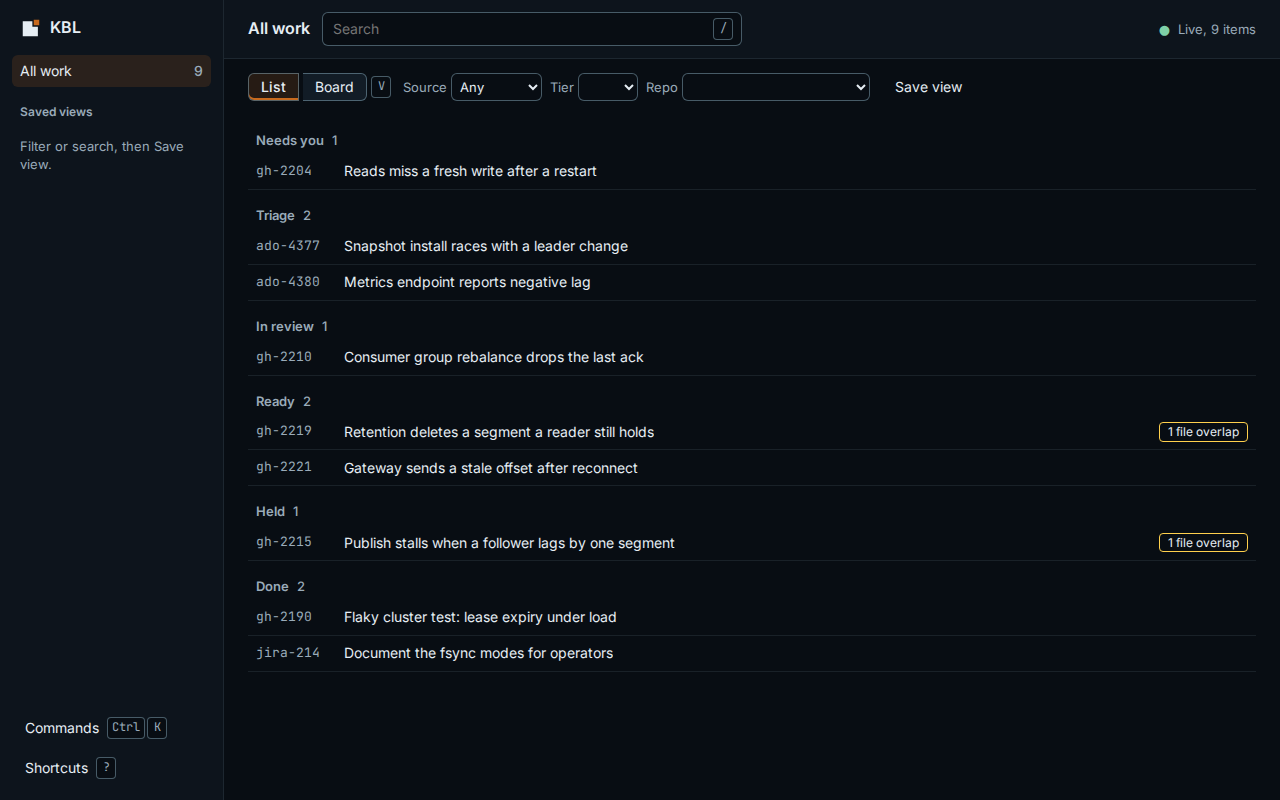 KBL
All work 9
Saved views
Filter or search, then Save
view.
Commands Ctrl K
Shortcuts ?
All work
Search /
Live, 9 items
List Board V Source Any Tier Repo Save view
Needs you 1
gh-2204 Reads miss a fresh write after a restart
Triage 2
ado-4377 Snapshot install races with a leader change
ado-4380 Metrics endpoint reports negative lag
In review 1
gh-2210 Consumer group rebalance drops the last ack
Ready 2
gh-2219 Retention deletes a segment a reader still holds 1 file overlap
gh-2221 Gateway sends a stale offset after reconnect
Held 1
gh-2215 Publish stalls when a follower lags by one segment 1 file overlap
Done 2
gh-2190 Flaky cluster test: lease expiry under load
jira-214 Document the fsync modes for operators